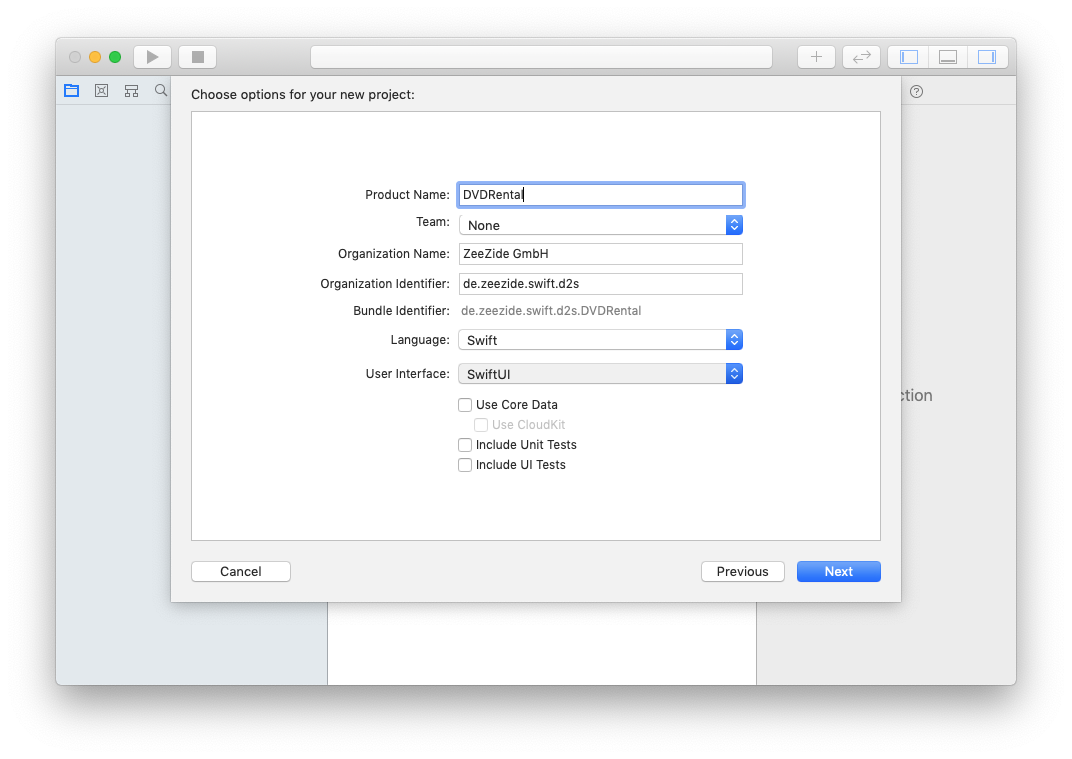 Choose options for your new project:
Product Name: DVDRental
Team: None
Organization Name: ZeeZide GmbH
Organization Identifier: de.zeezide.swift.d2s
Bundle Identifier: de.zeezide.swift.d2s.DVDRental
Language: Swift
User Interface: SwiftUI
ction
Use Core Data
Use CloudKit
Include Unit Tests
Include UI Tests
Cancel Previous Next